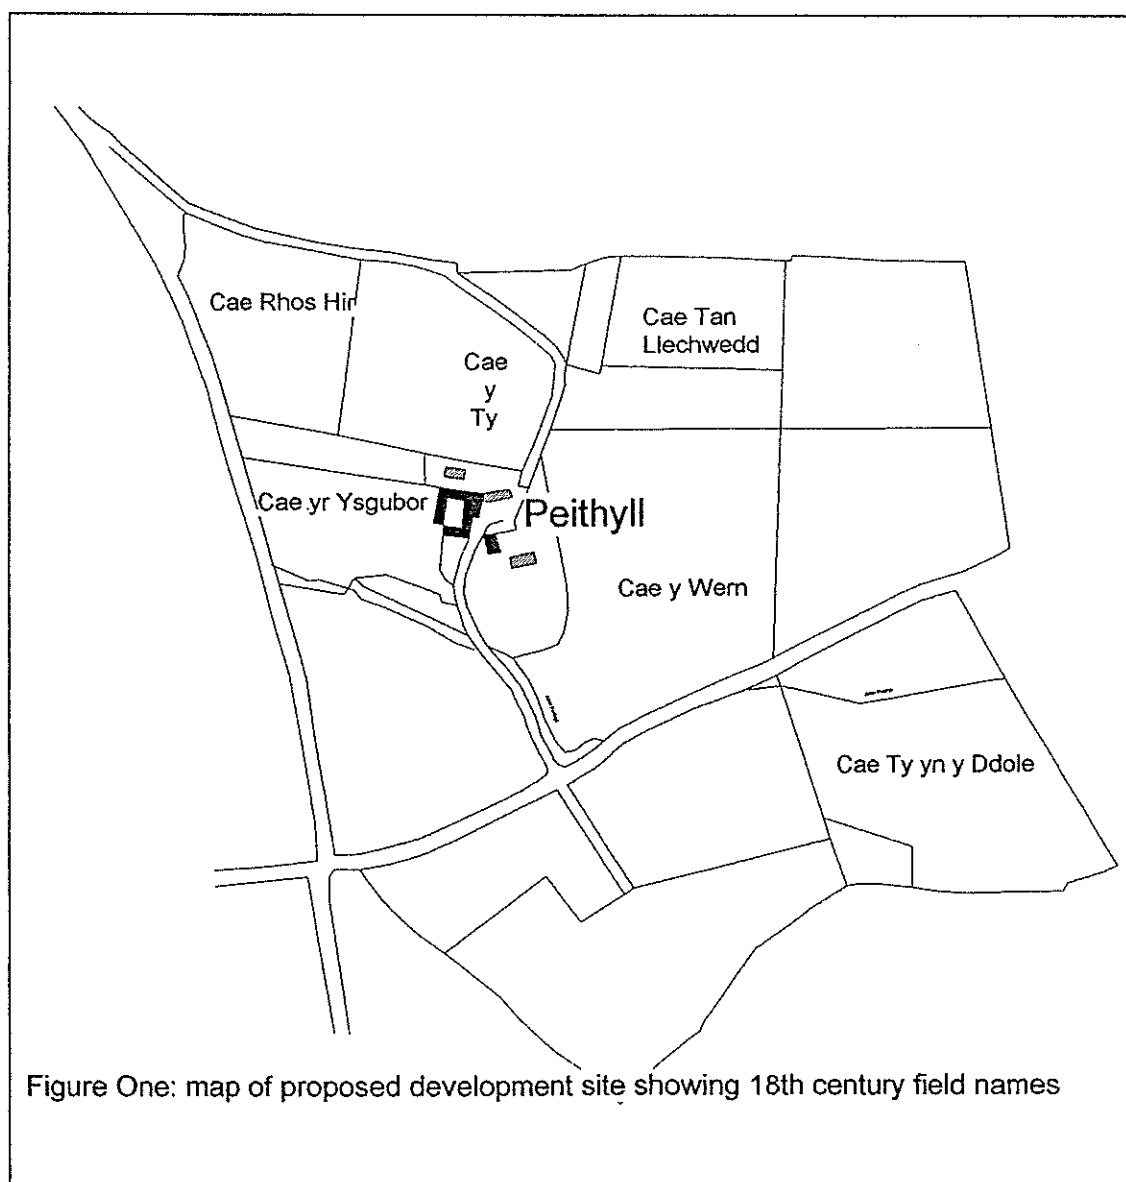 Cae Rhos Hir
Cae Tan
Llechwedd
Cae
y
Ty
Cae yr Ysgubor
Peithyll
Cae y Wern
Cae Ty yn y Ddole
Figure One: map of proposed development site showing 18th century field names